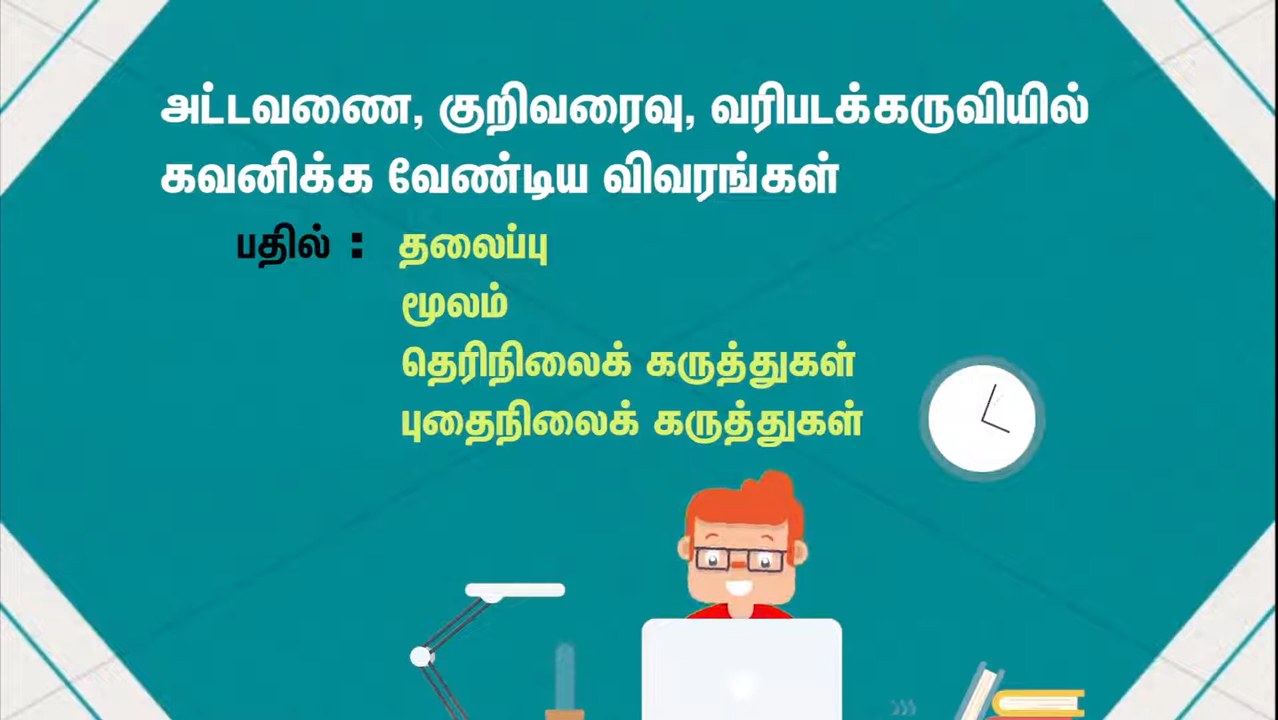 அட்டவணை, குறிவரைவு, வரிபடக்கருவியில்
கவனிக்க வேண்டிய விவரங்கள்
பதில் : தலைப்பு
மூலம்
தெரிநிலைக் கருத்துகள்
புதைநிலைக் கருத்துகள்